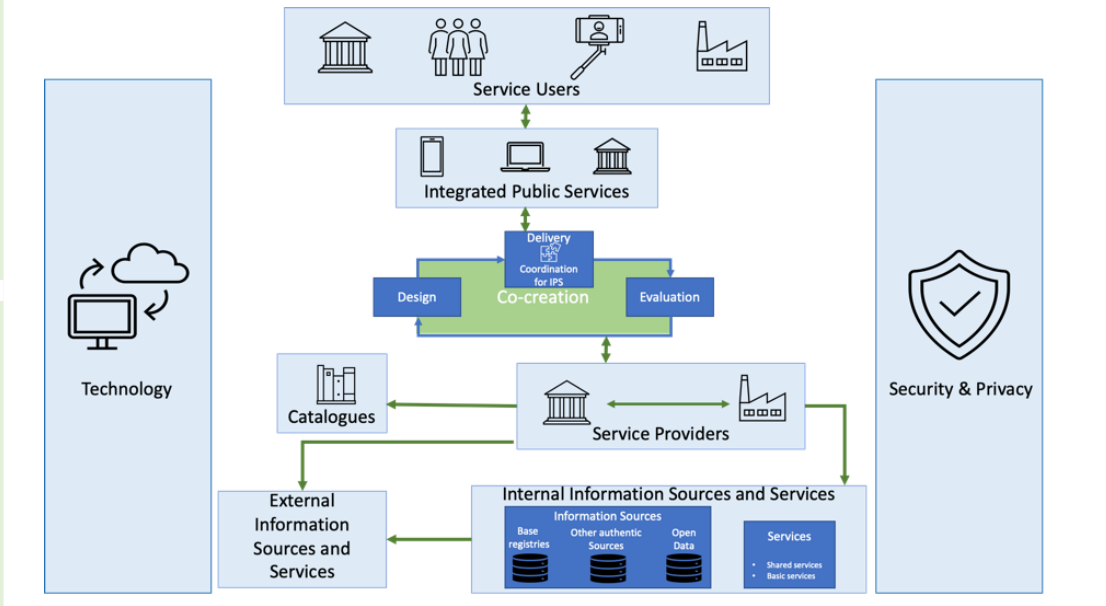 Service Users
Integrated Public Services
Delivery
Coordination
for IPS
Design
Co-creation
Evaluation
Technology
Security & Privacy
Catalogues
Service Providers
External
Information
Sources and
Services
Internal Information Sources and Services
Information Sources
Base
registries
Other authentic
Sources
Open
Data
Services
• Shared services
• Basic services